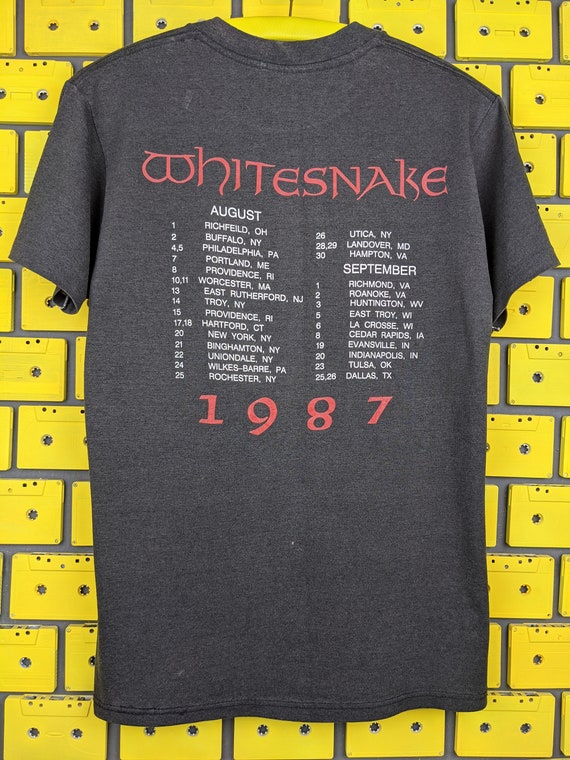 WHITESNAKE
AUGUST
1 RICHFEILD, OH
2 BUFFALO, NY
4,5 PHILADELPHIA, PA
7 PORTLAND, ME
8 PROVIDENCE, RI
10,11 WORCESTER, MA
13 EAST RUTHERFORD, NJ
14 TROY, NY
15 PROVIDENCE, RI
17,18 HARTFORD, CT
20 NEW YORK, NY
21 BINGHAMTON, NY
22 UNIONDALE, NY
24 WILKES-BARRE, PA
25 ROCHESTER, NY
26 UTICA, NY
28,29 LANDOVER, MD
30 HAMPTON, VA
SEPTEMBER
1 RICHMOND, VA
2 ROANOKE, VA
3 HUNTINGTON, WV
5 EAST TROY, WI
6 LA CROSSE, WI
8 CEDAR RAPIDS, IA
19 EVANSVILLE, IN
20 INDIANAPOLIS, IN
23 TULSA, OK
25,26 DALLAS, TX
1987